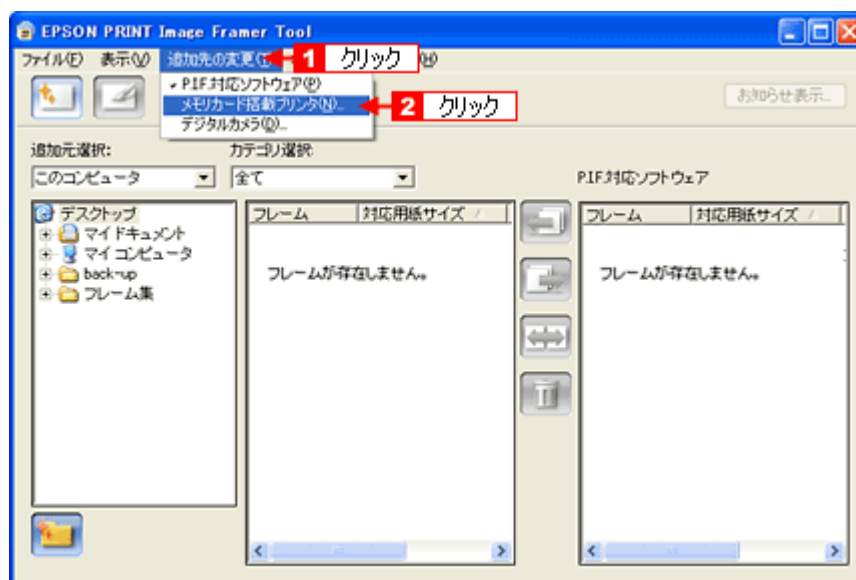 EPSON PRINT Image Framer Tool
ファイル(F) 表示(V) 追加先の変更(T) 1 クリック (H)
✓P.I.F.対応ソフトウェア(P)
メモリカード搭載プリンタ(N)... 2 クリック
デジタルカメラ(D)...
お知らせ表示...
追加元選択: カテゴリ選択:
このコンピュータ 全て P.I.F.対応ソフトウェア
デスクトップ フレーム 対応用紙サイズ フレーム 対応用紙サイズ
マイ ドキュメント
マイ コンピュータ
back-up フレームが存在しません。 フレームが存在しません。
フレーム集